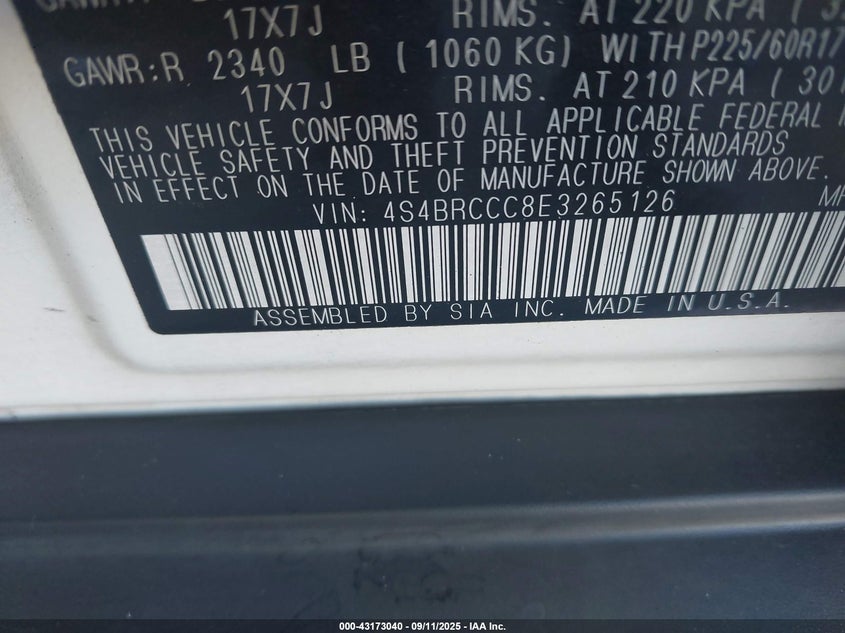 17X7J RIMS. AT 220 KPA (
GAWR:R 2340 LB ( 1060 KG) WITH P225/60R17
17X7J RIMS. AT 210 KPA ( 30
THIS VEHICLE CONFORMS TO ALL APPLICABLE FEDERAL
VEHICLE SAFETY AND THEFT PREVENTION STANDARDS
IN EFFECT ON THE DATE OF MANUFACTURE SHOWN ABOVE.
VIN: 4S4BRCCC8E3265126
ASSEMBLED BY SIA INC. MADE IN U.S.A.
000-43173040 - 09/11/2025 - IAA Inc.